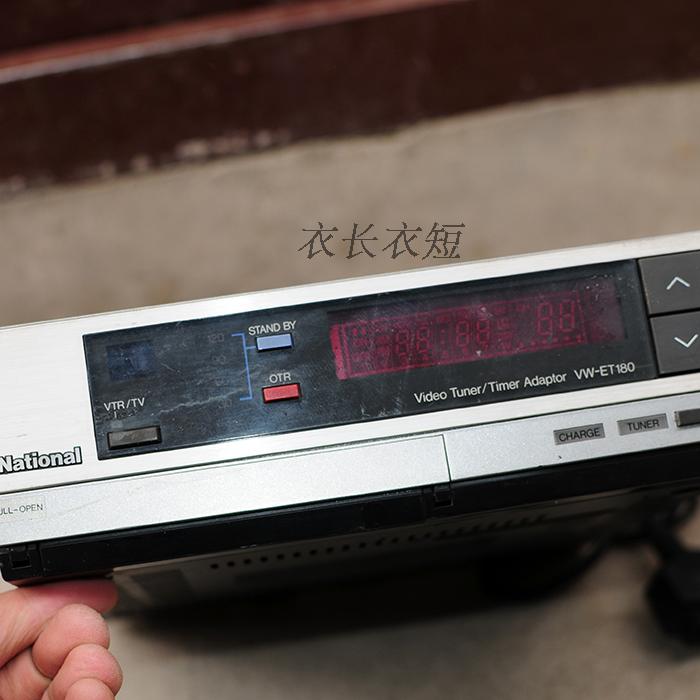 衣长衣短
STAND BY
OTR
VTR/TV
Video Tuner/Timer Adaptor VW-ET180
National
CHARGE
TUNER
ULL-OPEN